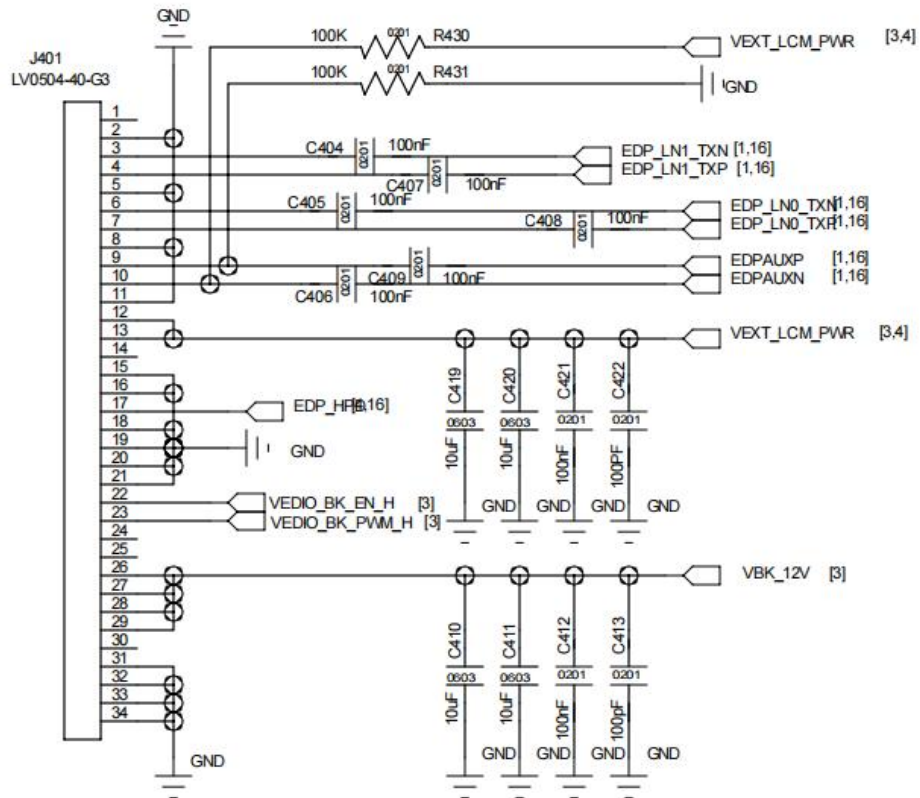 GND
J401
LV0504-40-G3
100K 0201 R430 VEXT_LCM_PWR [3,4]
100K 0201 R431 GND
1
2
3 C404 0201 100nF EDP_LN1_TXN [1,16]
4 C407 0201 100nF EDP_LN1_TXP [1,16]
5
6 C405 0201 100nF EDP_LN0_TXN [1,16]
7 C408 0201 100nF EDP_LN0_TXP [1,16]
8
9 C409 0201 100nF EDPAUXP [1,16]
10 C406 0201 100nF EDPAUXN [1,16]
11
12
13 VEXT_LCM_PWR [3,4]
14
15
16
17
18
19
20
21
22
23
24
25
26
27
28
29
30
31
32
33
34
EDP_HPD
GND
C419 0603 10uF GND
C420 0603 10uF GND
C421 0201 100nF GND
C422 0201 100PF GND
VEDIO_BK_EN_H [3]
VEDIO_BK_PWM_H [3]
VBK_12V [3]
C410 0603 10uF GND
C411 0603 10uF GND
C412 0201 100nF GND
C413 0201 100pF GND
GND